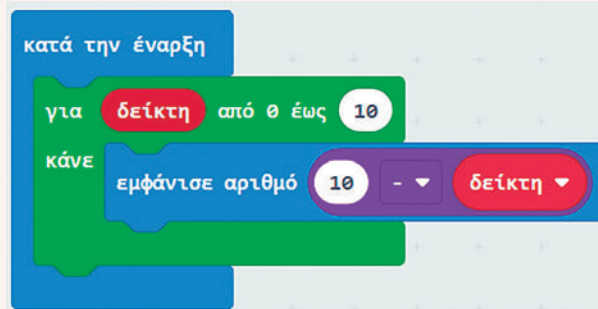 κατά την έναρξη
για δείκτη από 0 έως 10
κάνε
εμφάνισε αριθμό 10 - δείκτη